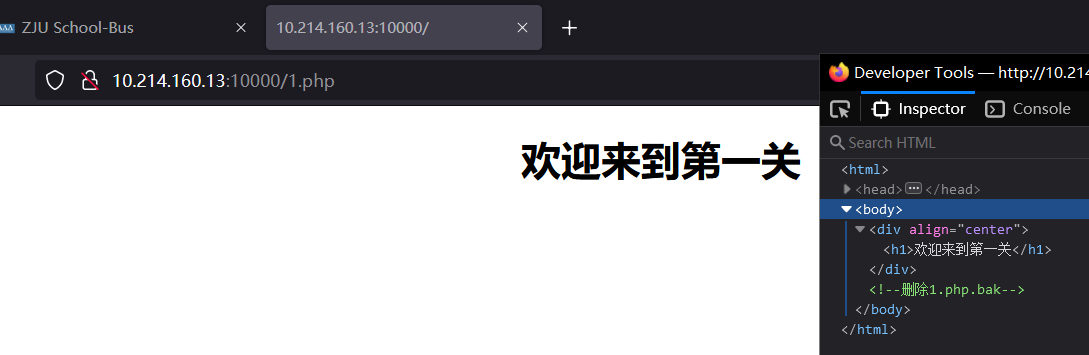 ZJU School-Bus
10.214.160.13:10000/
10.214.160.13:10000/1.php
欢迎来到第一关
Developer Tools — http://10.214
Inspector
Console
Search HTML
<html>
<head> </head>
<body>
<div align="center">
<h1>欢迎来到第一关</h1>
</div>
<!--删除1.php.bak-->
</body>
</html>